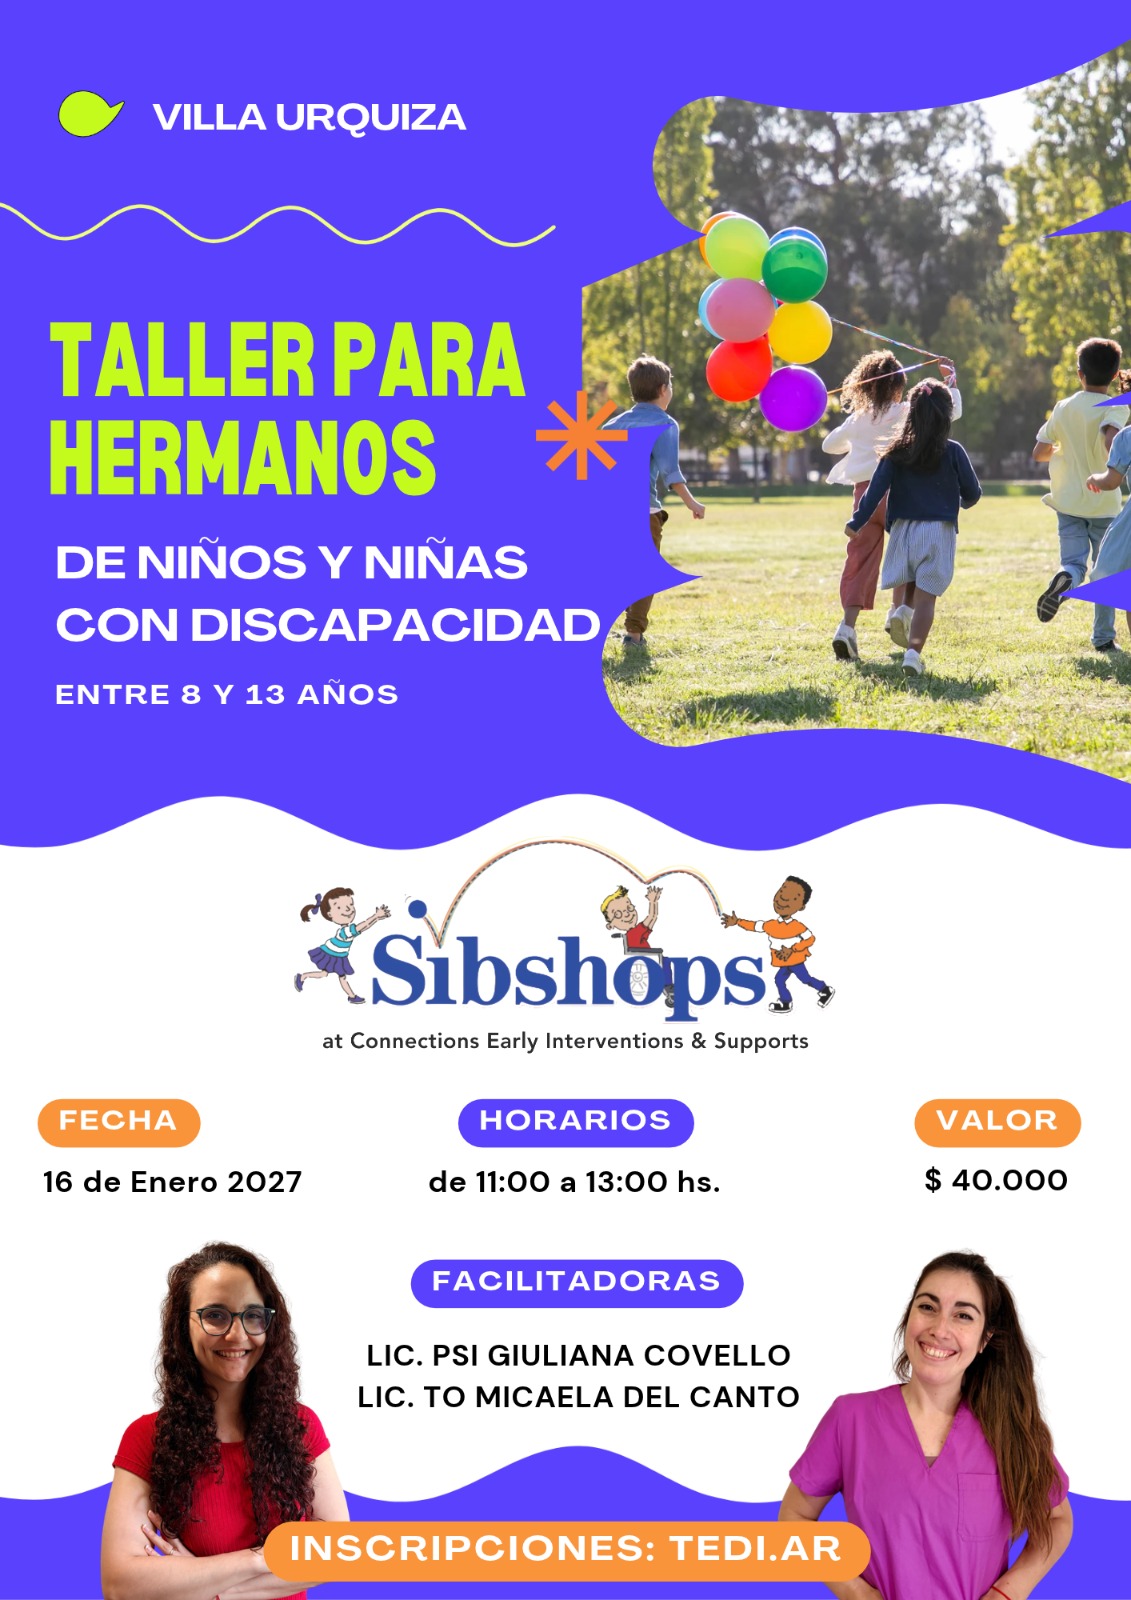 VILLA URQUIZA
TALLER PARA
HERMANOS
DE NIÑOS Y NIÑAS
CON DISCAPACIDAD
ENTRE 8 Y 13 AÑOS
Sibshops
at Connections Early Interventions & Supports
FECHA
16 de Enero 2027
HORARIOS
de 11:00 a 13:00 hs.
VALOR
$ 40.000
FACILITADORAS
LIC. PSI GIULIANA COVELLO
LIC. TO MICAELA DEL CANTO
INSCRIPCIONES: TEDI.AR